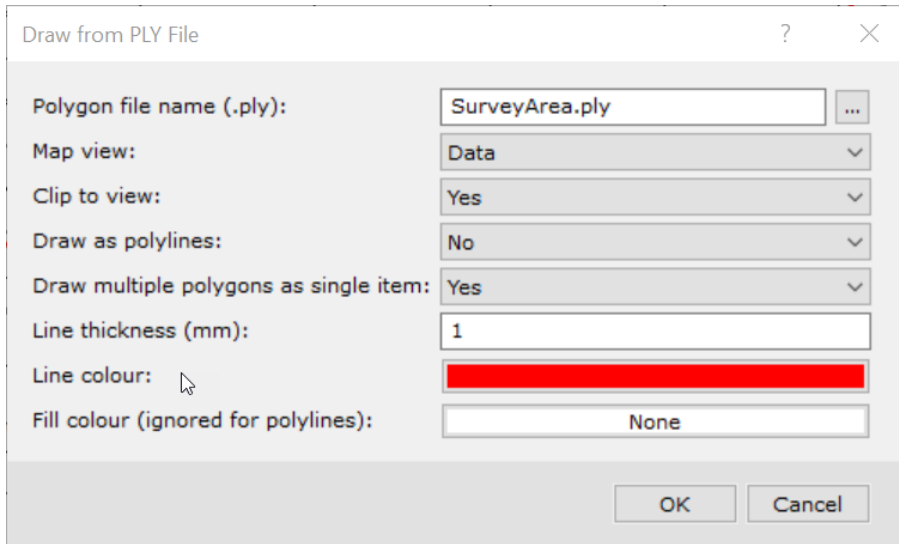 Draw from PLY File ?
Polygon file name (.ply): SurveyArea.ply ...
Map view: Data
Clip to view: Yes
Draw as polylines: No
Draw multiple polygons as single item: Yes
Line thickness (mm): 1
Line colour:
Fill colour (ignored for polylines): None
OK Cancel